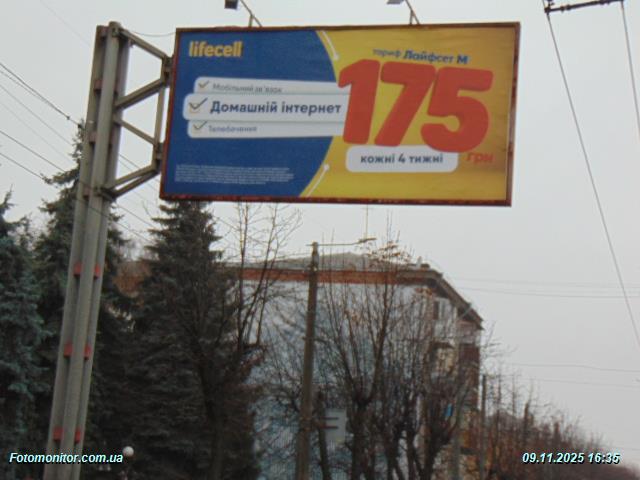 lifecell
тариф Лайфсет М
Мобільний зв'язок
Домашній інтернет
Телебачення
175
грн
кожні 4 тижні
Fotomonitor.com.ua
09.11.2025 16:35